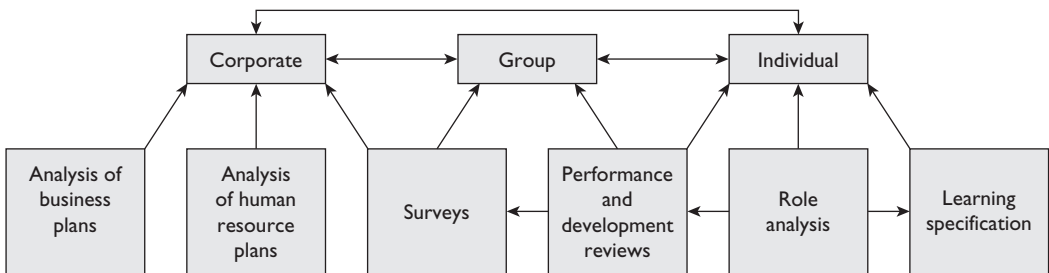 Corporate
Group
Individual
Analysis of
business
plans
Analysis
of human
resource
plans
Surveys
Performance
and
development
reviews
Role
analysis
Learning
specification